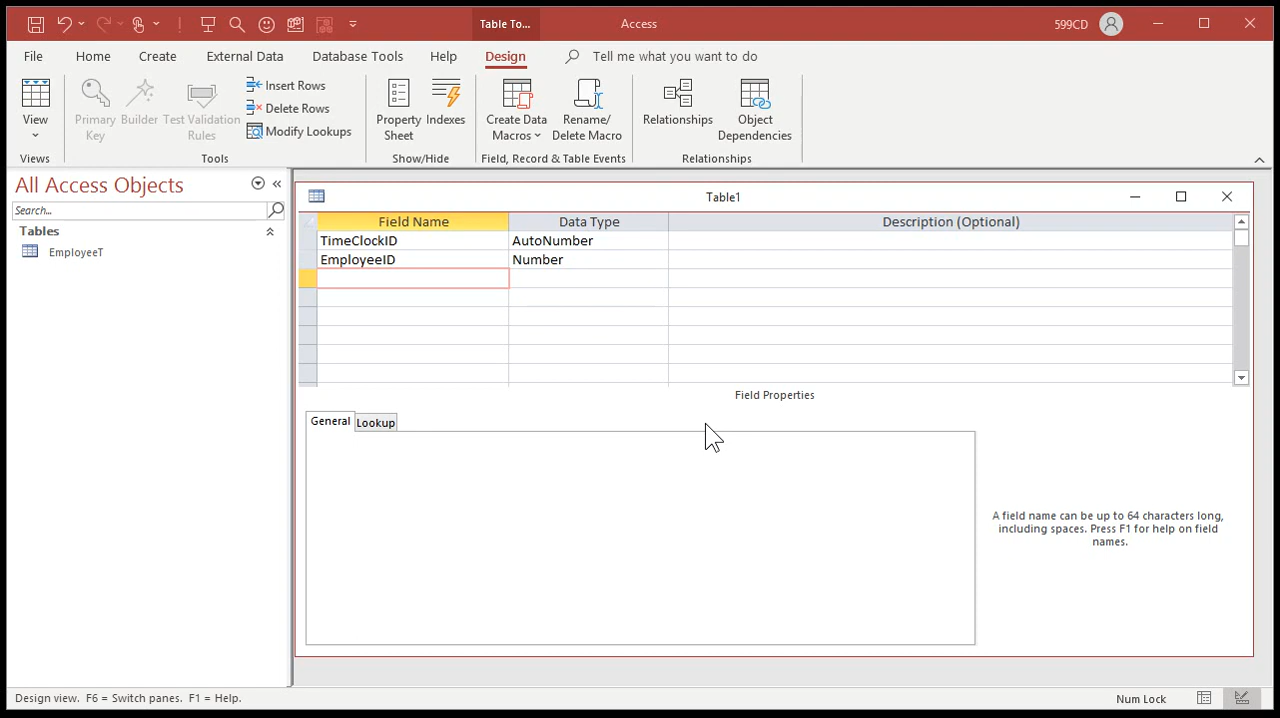 Table To...
Access
599CD
File
Home
Create
External Data
Database Tools
Help
Design
Tell me what you want to do
View
Primary Key
Builder
Test Validation Rules
Insert Rows
Delete Rows
Modify Lookups
Property Sheet
Indexes
Create Data Macros
Rename/ Delete Macro
Relationships
Object Dependencies
Views
Tools
Show/Hide
Field, Record & Table Events
Relationships
All Access Objects
Search...
Tables
EmployeeT
Table1
Field Name
Data Type
Description (Optional)
TimeClockID
AutoNumber
EmployeeID
Number
Field Properties
General
Lookup
A field name can be up to 64 characters long,
including spaces. Press F1 for help on field
names.
Design view. F6 = Switch panes. F1 = Help.
Num Lock